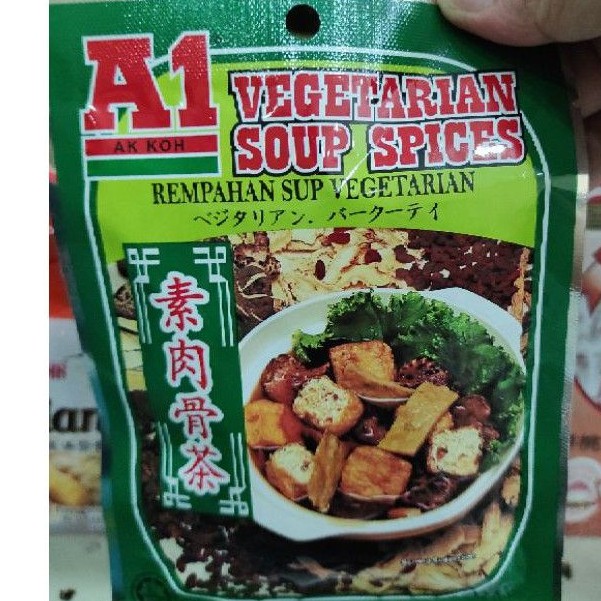 A1
AK KOH
VEGETARIAN
SOUP SPICES
REMPAHAN SUP VEGETARIAN
ベジタリアン. バークーテイ
素肉骨茶